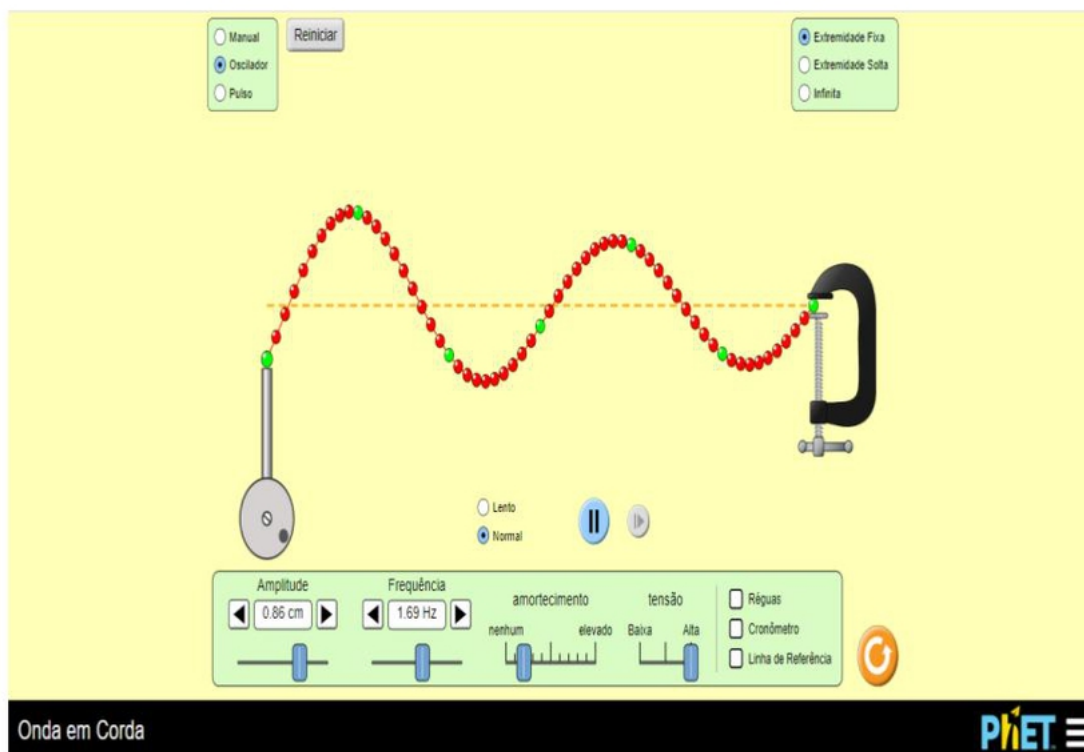 Manual
Oscilador
Pulso
Reiniciar
Extremidade Fixa
Extremidade Solta
Infinita
Lento
Normal
Amplitude
0.86 cm
Frequência
1.69 Hz
amortecimento
nenhum elevado
tensão
Baixa Alta
Réguas
Cronômetro
Linha de Referência
Onda em Corda
PhET